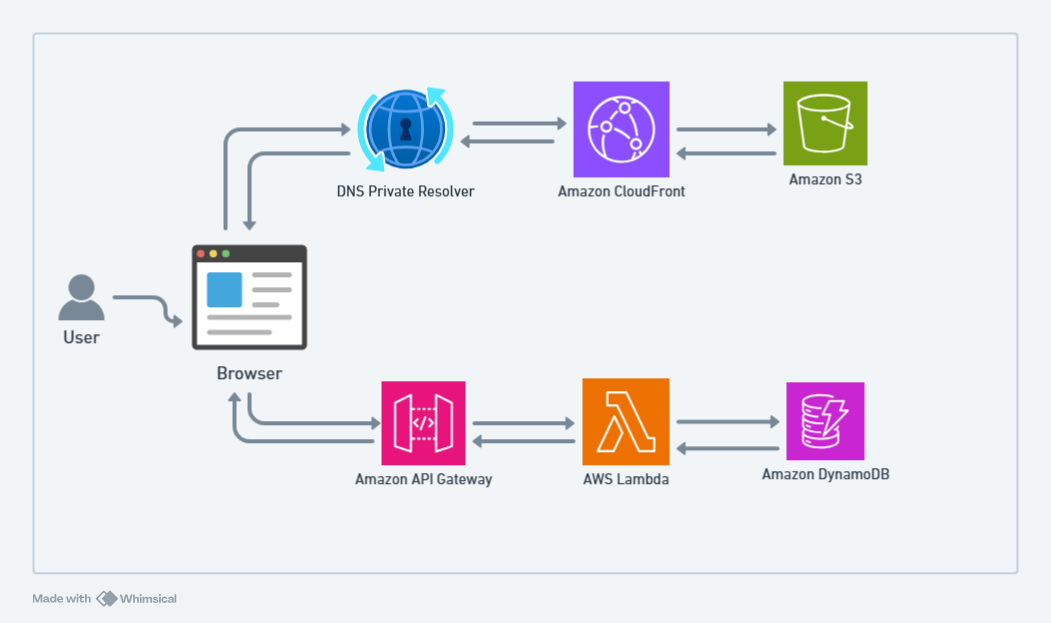 DNS Private Resolver
Amazon CloudFront
Amazon S3
User
Browser
</>
Amazon API Gateway
AWS Lambda
Amazon DynamoDB
Made with Whimsical